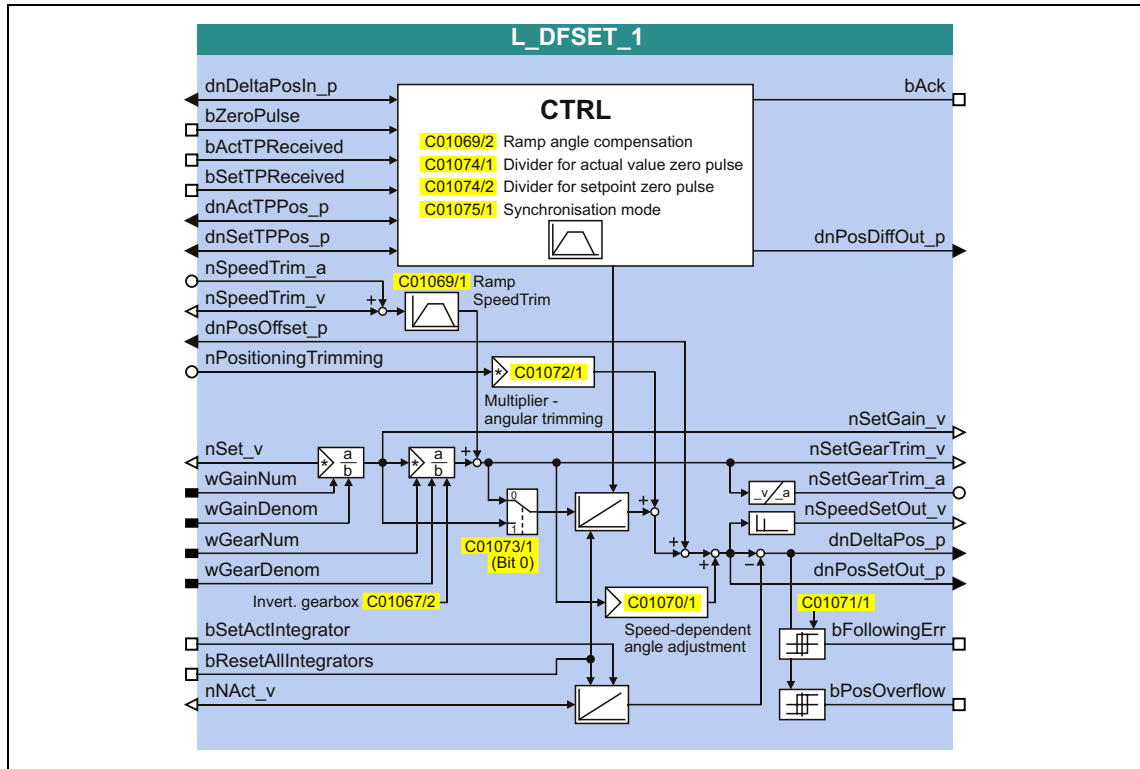 L_DFSET_1
dnDeltaPosIn_p
bZeroPulse
bActTPReceived
bSetTPReceived
dnActTPPos_p
dnSetTPPos_p
nSpeedTrim_a
nSpeedTrim_v
dnPosOffset_p
nPositioningTrimming
CTRL
C01069/2 Ramp angle compensation
C01074/1 Divider for actual value zero pulse
C01074/2 Divider for setpoint zero pulse
C01075/1 Synchronisation mode
bAck
dnPosDiffOut_p
C01069/1 Ramp
SpeedTrim
+
* C01072/1
Multiplier -
angular trimming
nSet_v
wGainNum
wGainDenom
wGearNum
wGearDenom
* a
b
* a
b
+
0
1
C01073/1
(Bit 0)
+
+
+
−
C01070/1
Speed-dependent
angle adjustment
Invert. gearbox C01067/2
bSetActIntegrator
bResetAllIntegrators
nNAct_v
nSetGain_v
nSetGearTrim_v
_v/_a
nSetGearTrim_a
nSpeedSetOut_v
dnDeltaPos_p
dnPosSetOut_p
C01071/1
bFollowingErr
bPosOverflow